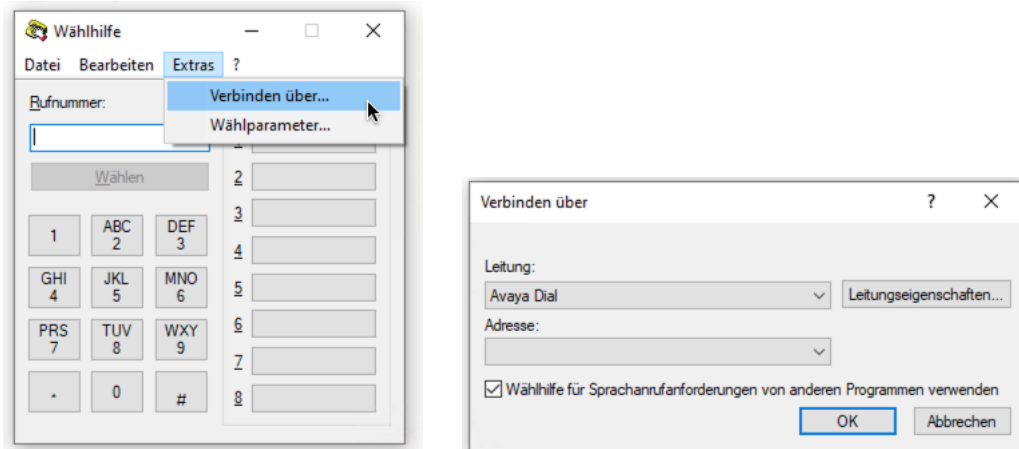 Wählhilfe
Datei Bearbeiten Extras ?
Verbinden über...
Wählparameter...
Rufnummer:
1
Wählen
2
3
4
5
6
7
8
1
ABC
2
DEF
3
GHI
4
JKL
5
MNO
6
PRS
7
TUV
8
WXY
9
*
0
#
Verbinden über ?
Leitung:
Avaya Dial
Leitungseigenschaften...
Adresse:
Wählhilfe für Sprachanrufanforderungen von anderen Programmen verwenden
OK
Abbrechen